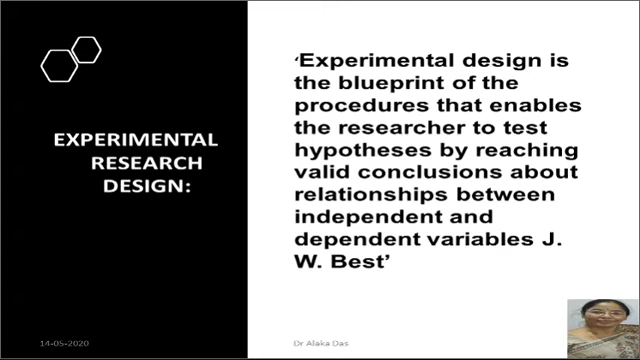 EXPERIMENTAL
RESEARCH
DESIGN:
‘Experimental design is
the blueprint of the
procedures that enables
the researcher to test
hypotheses by reaching
valid conclusions about
relationships between
independent and
dependent variables J.
W. Best’
14-05-2020
Dr Alaka Das